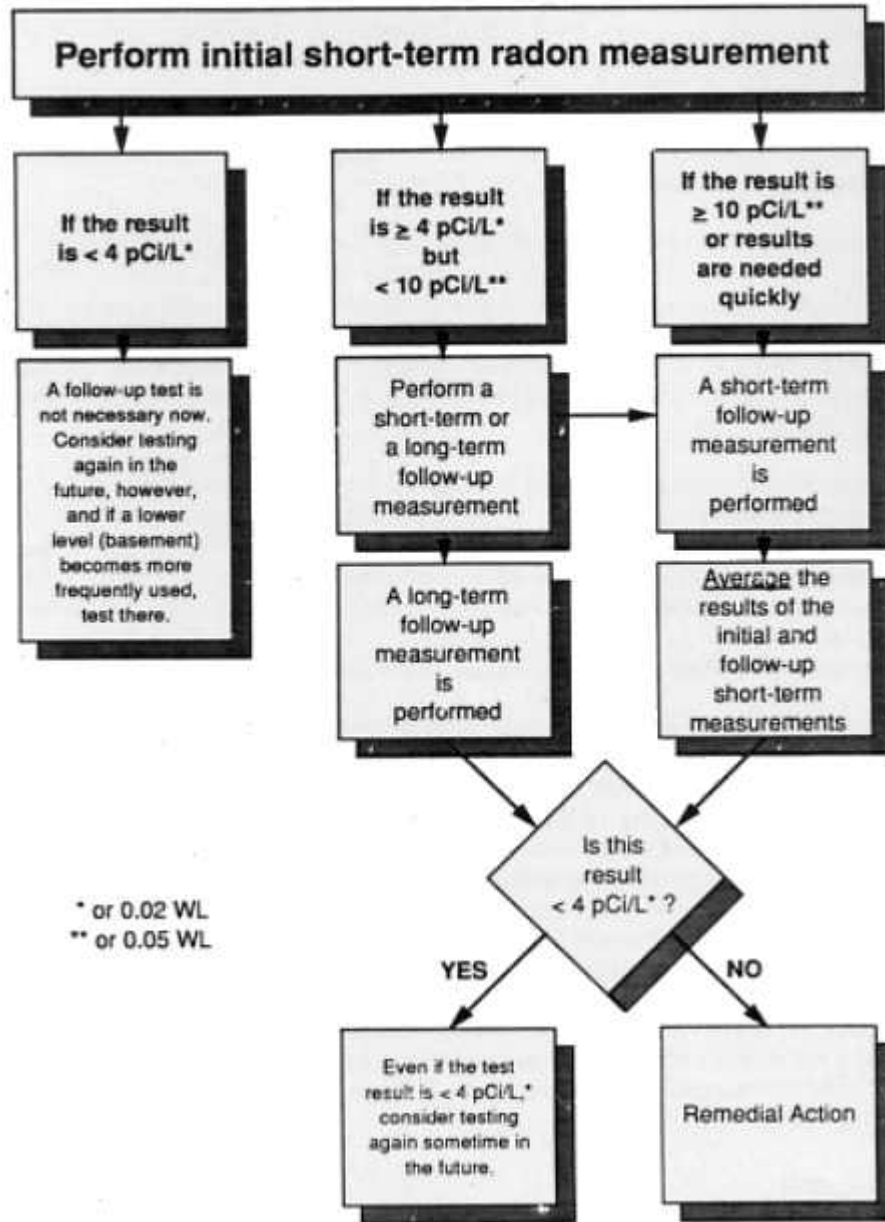 Perform initial short-term radon measurement
If the result
is < 4 pCi/L*
If the result
is ≥ 4 pCi/L*
but
< 10 pCi/L**
If the result is
≥ 10 pCi/L**
or results
are needed
quickly
A follow-up test is
not necessary now.
Consider testing
again in the
future, however,
and if a lower
level (basement)
becomes more
frequently used,
test there.
Perform a
short-term or
a long-term
follow-up
measurement
A short-term
follow-up
measurement
is
performed
A long-term
follow-up
measurement
is
performed
Average the
results of the
initial and
follow-up
short-term
measurements
Is this
result
< 4 pCi/L* ?
* or 0.02 WL
** or 0.05 WL
YES
NO
Even if the test
result is < 4 pCi/L,*
consider testing
again sometime in
the future.
Remedial Action